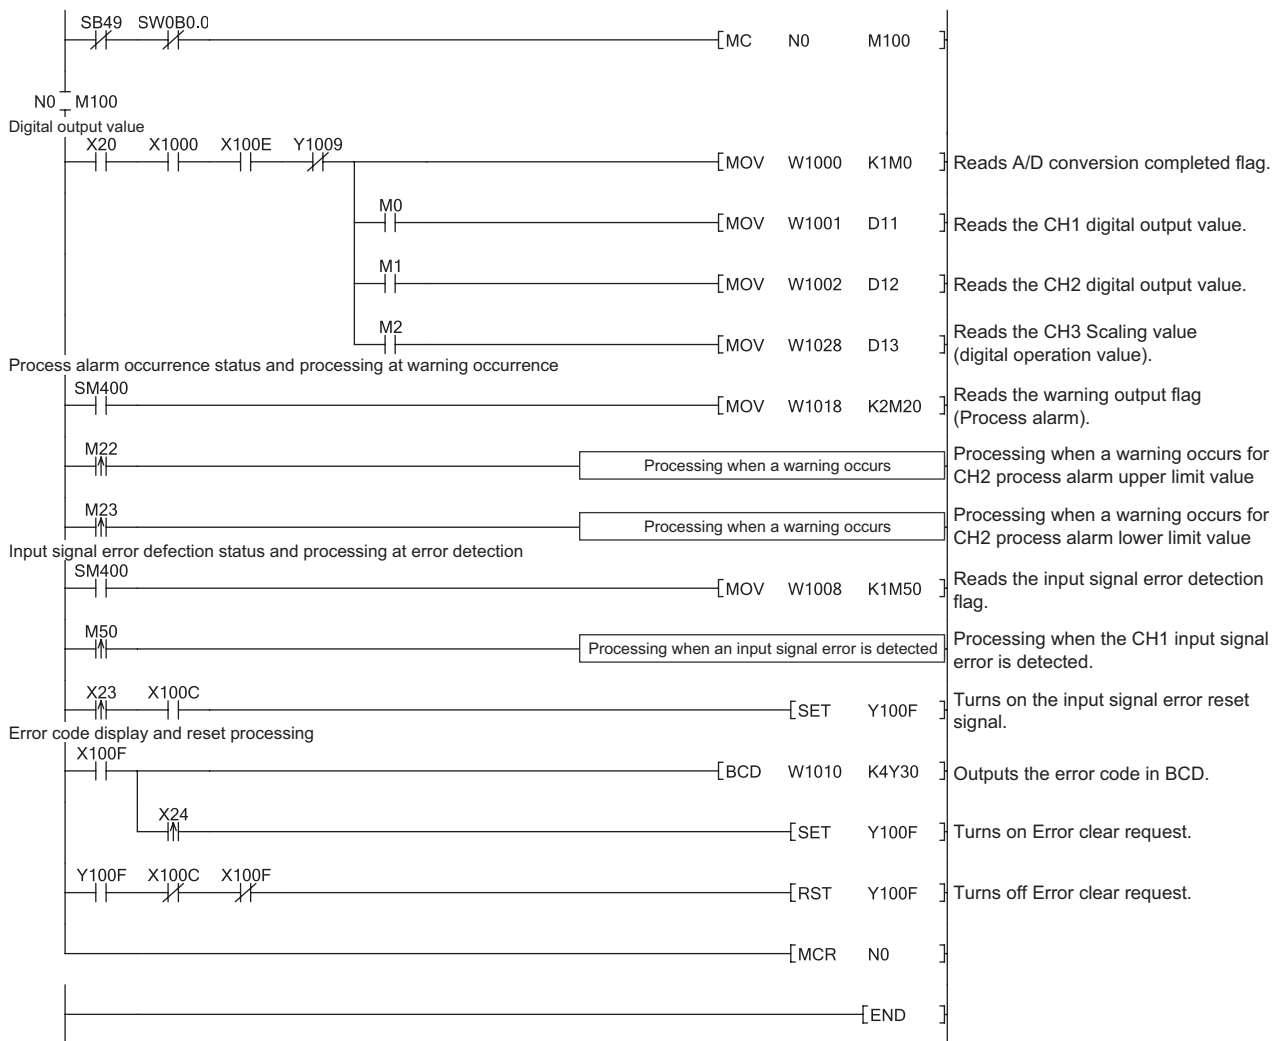 SB49 SW0B0.0
MC N0 M100
N0 M100
Digital output value
X20 X1000 X100E Y1009
MOV W1000 K1M0 Reads A/D conversion completed flag.
M0
MOV W1001 D11 Reads the CH1 digital output value.
M1
MOV W1002 D12 Reads the CH2 digital output value.
M2
MOV W1028 D13 Reads the CH3 Scaling value
(digital operation value).
Process alarm occurrence status and processing at warning occurrence
SM400
MOV W1018 K2M20 Reads the warning output flag
(Process alarm).
M22
Processing when a warning occurs Processing when a warning occurs for
CH2 process alarm upper limit value
M23
Processing when a warning occurs Processing when a warning occurs for
CH2 process alarm lower limit value
Input signal error defection status and processing at error detection
SM400
MOV W1008 K1M50 Reads the input signal error detection
flag.
M50
Processing when an input signal error is detected Processing when the CH1 input signal
error is detected.
X23 X100C
SET Y100F Turns on the input signal error reset
signal.
Error code display and reset processing
X100F
BCD W1010 K4Y30 Outputs the error code in BCD.
X24
SET Y100F Turns on Error clear request.
Y100F X100C X100F
RST Y100F Turns off Error clear request.
MCR N0
END